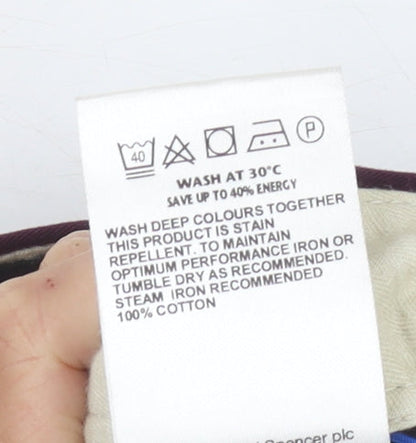 40 P
WASH AT 30°C
SAVE UP TO 40% ENERGY
WASH DEEP COLOURS TOGETHER
THIS PRODUCT IS STAIN
REPELLENT. TO MAINTAIN
OPTIMUM PERFORMANCE IRON OR
TUMBLE DRY AS RECOMMENDED.
STEAM IRON RECOMMENDED
100% COTTON
Spencer plc